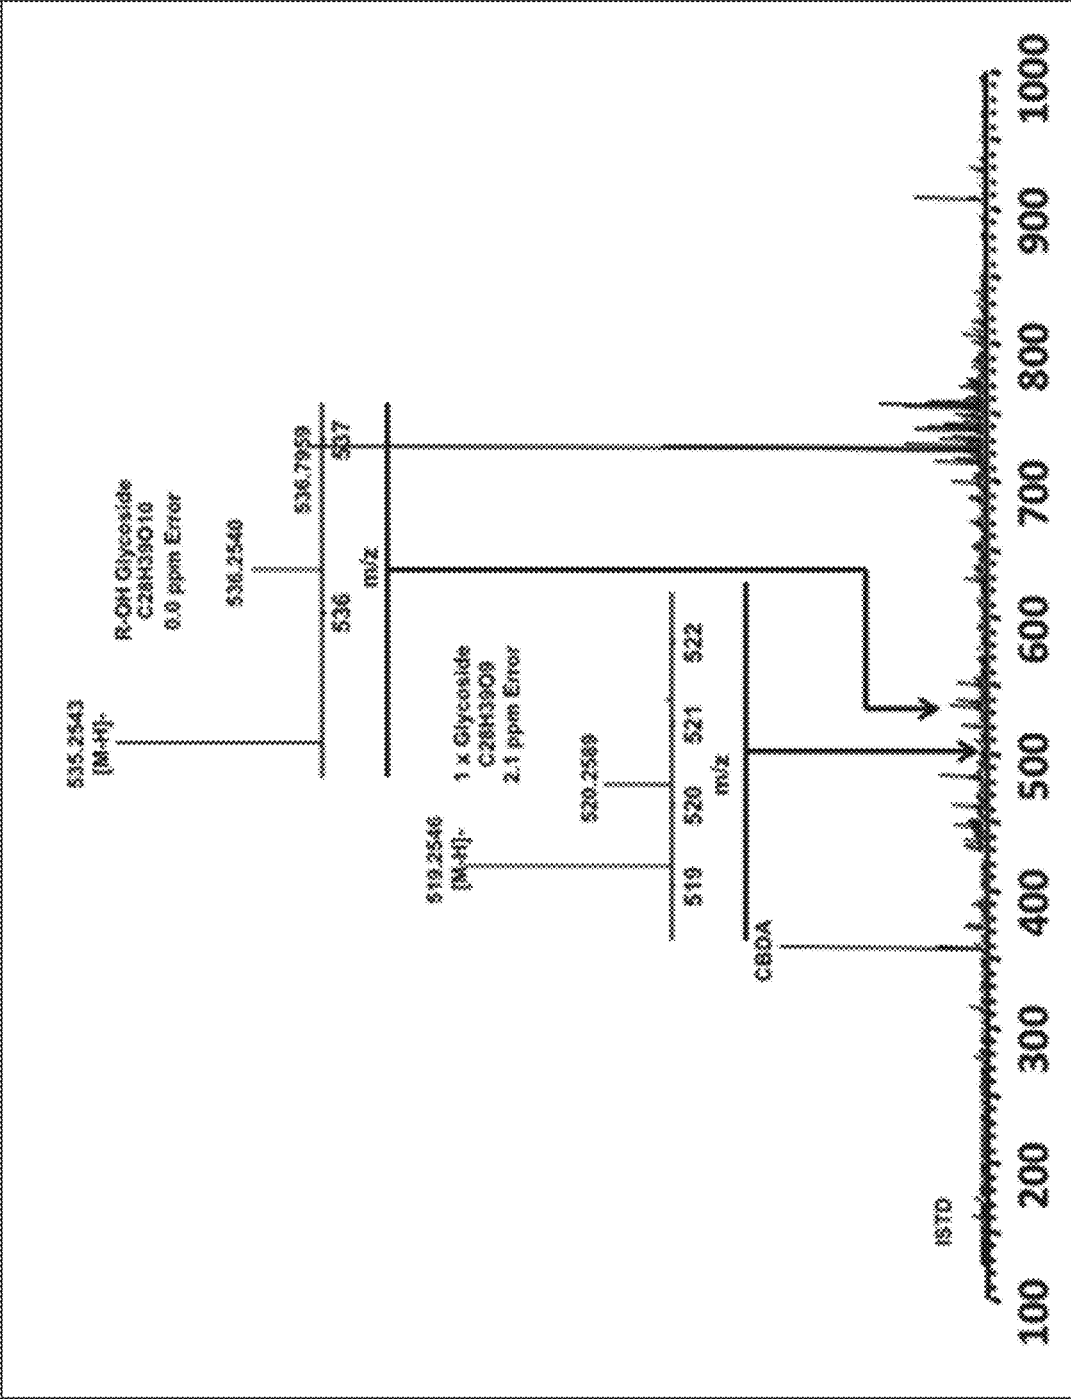 535.2543
[M-H]-
R-OH Glycoside
C28H39O10
0.0 ppm Error
536.2540
536.7959
536
537
m/z
519.2546
[M-H]-
1 x Glycoside
C28H39O9
2.1 ppm Error
520.2589
519
520
521
522
m/z
CBDA
ISTD
100
200
300
400
500
600
700
800
900
1000